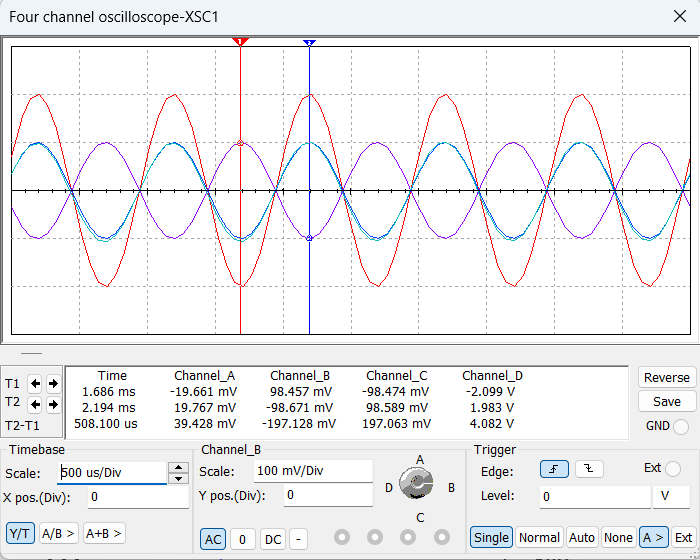 Four channel oscilloscope-XSC1
1
2
Time Channel_A Channel_B Channel_C Channel_D
T1 1.686 ms -19.661 mV 98.457 mV -98.474 mV -2.099 V
T2 2.194 ms 19.767 mV -98.671 mV 98.589 mV 1.983 V
T2-T1 508.100 us 39.428 mV -197.128 mV 197.063 mV 4.082 V
Reverse
Save
GND
Timebase
Scale: 500 us/Div
X pos.(Div): 0
Y/T A/B > A+B >
Channel_B
Scale: 100 mV/Div
Y pos.(Div): 0
AC 0 DC -
A
D B
C
Trigger
Edge: Ext
Level: 0 V
Single Normal Auto None A > Ext